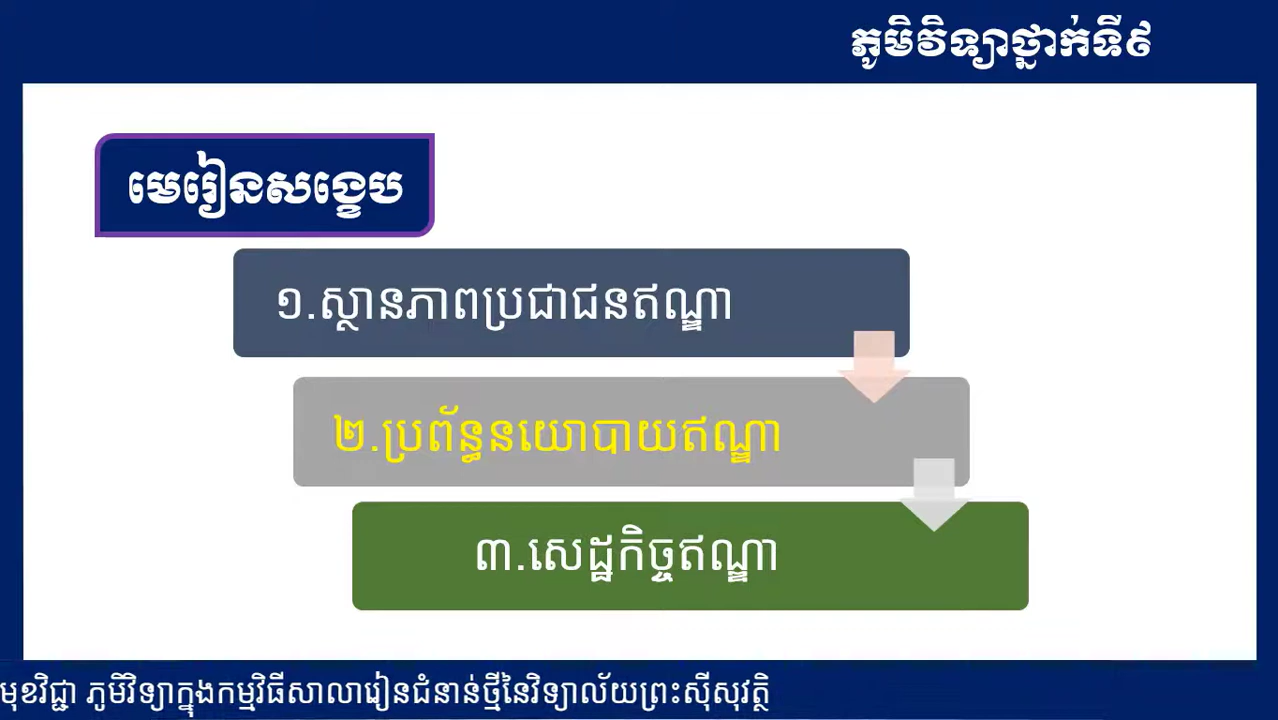 ភូមិវិទ្យាថ្នាក់ទី៩
មេរៀនសង្ខេប
១.ស្ថានភាពប្រជាជនឥណ្ឌា
២.ប្រព័ន្ធនយោបាយឥណ្ឌា
៣.សេដ្ឋកិច្ចឥណ្ឌា
មុខវិជ្ជា ភូមិវិទ្យាក្នុងកម្មវិធីសាលារៀនជំនាន់ថ្មីនៃវិទ្យាល័យព្រះស៊ីសុវត្ថិ